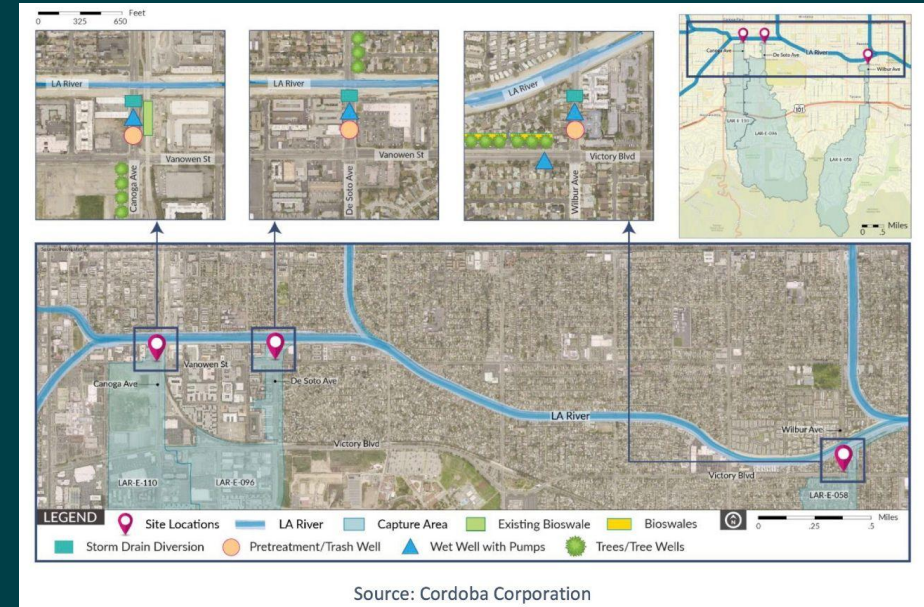 Feet
0 325 650
LA River
Vanowen St
Canoga Ave
LA River
Vanowen St
De Soto Ave
LA River
Victory Blvd
Wilbur Ave
Canoga Ave
De Soto Ave
LA River
Wilbur Ave
101
LAR-E-110
LAR-E-096
LAR-E-058
0 .5 Miles
Vanowen St
Canoga Ave
De Soto Ave
LA River
Victory Blvd
Wilbur Ave
Victory Blvd
LAR-E-110
LAR-E-096
LAR-E-058
LEGEND
Site Locations
LA River
Capture Area
Existing Bioswale
Bioswales
Miles
0 .25 .5
Storm Drain Diversion
Pretreatment/Trash Well
Wet Well with Pumps
Trees/Tree Wells
Source: Cordoba Corporation